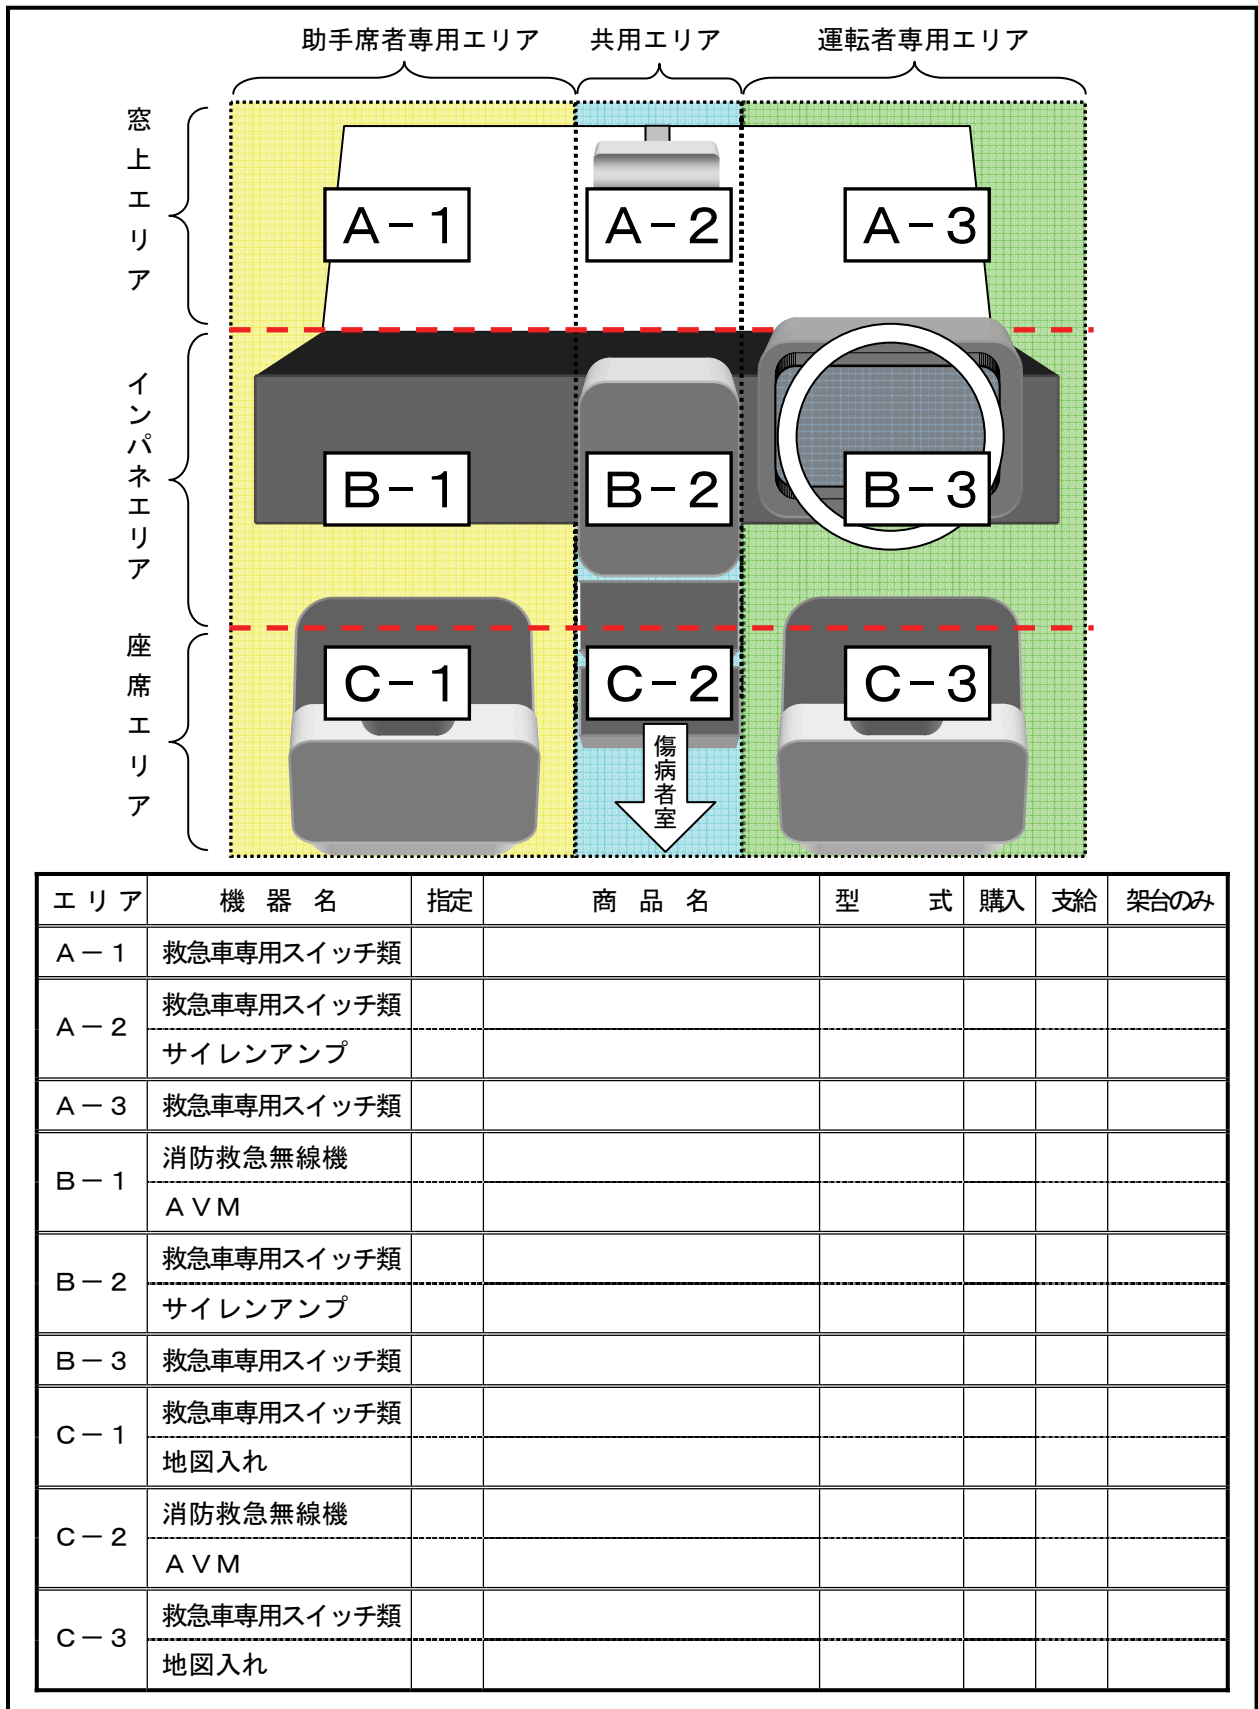 助手席者専用エリア 共用エリア 運転者専用エリア
窓上エリア
A－1 A－2 A－3
インパネエリア
B－1 B－2 B－3
座席エリア
C－1 C－2 C－3
傷病者室
エリア 機器名 指定 商品名 型式 購入 支給 架台のみ
A－1 救急車専用スイッチ類
A－2 救急車専用スイッチ類
サイレンアンプ
A－3 救急車専用スイッチ類
B－1 消防救急無線機
AVM
B－2 救急車専用スイッチ類
サイレンアンプ
B－3 救急車専用スイッチ類
C－1 救急車専用スイッチ類
地図入れ
C－2 消防救急無線機
AVM
C－3 救急車専用スイッチ類
地図入れ